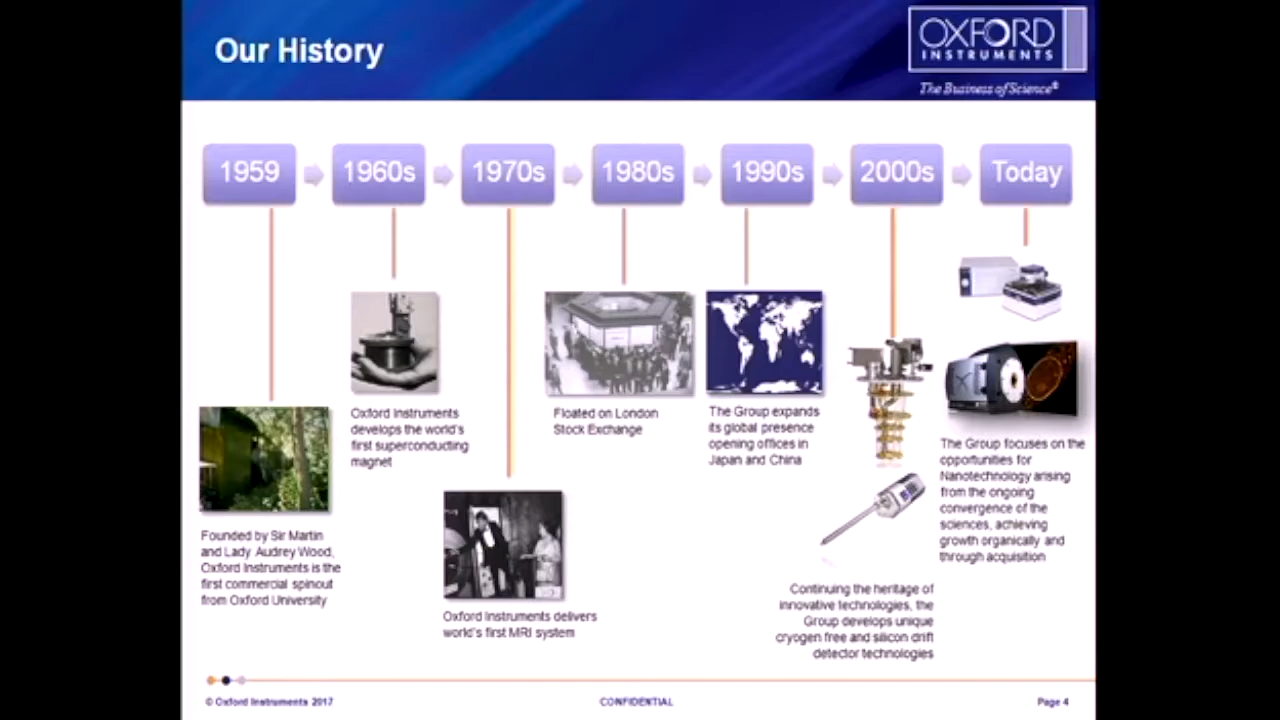 Our History
OXFORD
INSTRUMENTS
The Business of Science®
1959
1960s
1970s
1980s
1990s
2000s
Today
Founded by Sir Martin
and Lady Audrey Wood,
Oxford Instruments is the
first commercial spinout
from Oxford University
Oxford Instruments
develops the world's
first superconducting
magnet
Oxford Instruments delivers
world's first MRI system
Floated on London
Stock Exchange
The Group expands
its global presence
opening offices in
Japan and China
Continuing the heritage of
innovative technologies, the
Group develops unique
cryogen free and silicon drift
detector technologies
The Group focuses on the
opportunities for
Nanotechnology arising
from the ongoing
convergence of the
sciences, achieving
growth organically and
through acquisition
© Oxford Instruments 2017
CONFIDENTIAL
Page 4